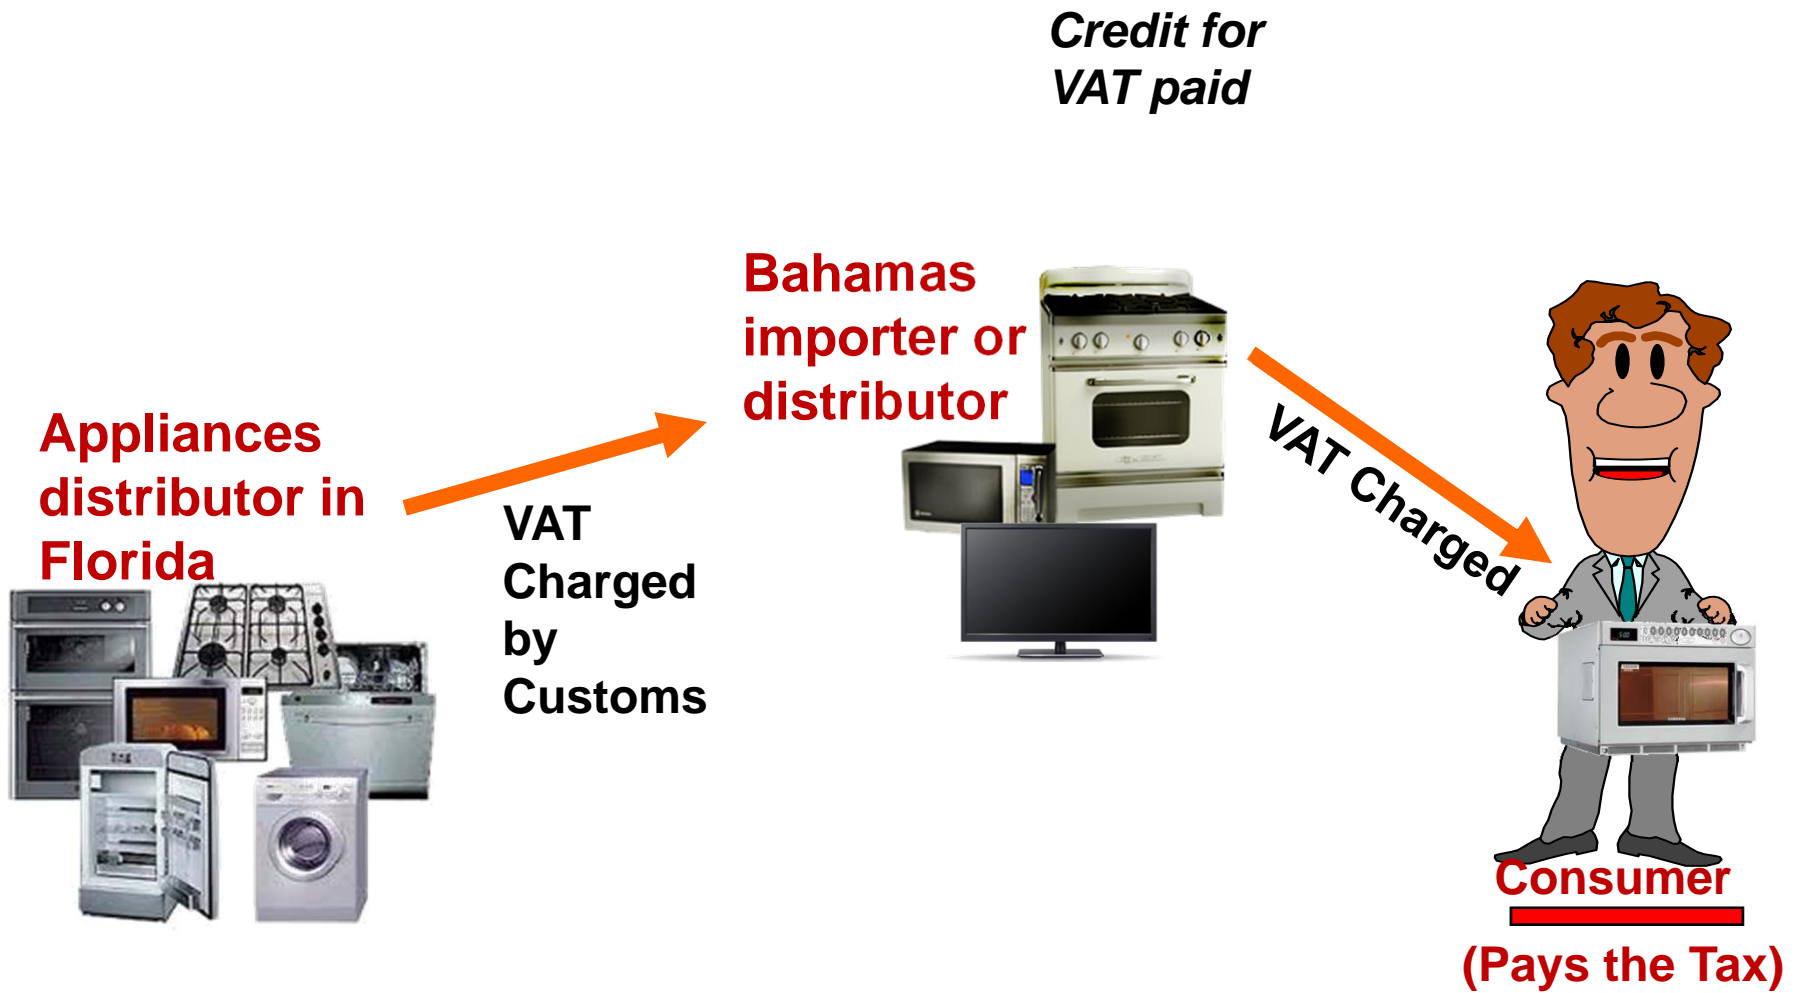 Credit for
VAT paid
Bahamas
importer or
distributor
Appliances
distributor in
Florida
VAT
Charged
by
Customs
VAT Charged
Consumer
(Pays the Tax)